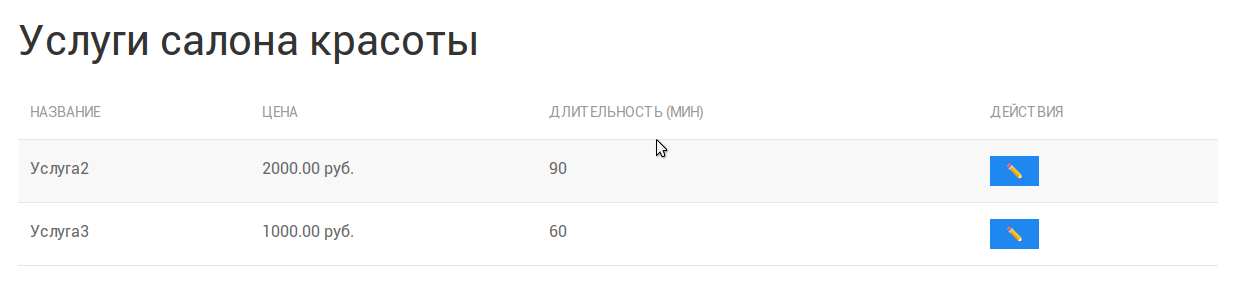 Услуги салона красоты
НАЗВАНИЕ ЦЕНА ДЛИТЕЛЬНОСТЬ (МИН) ДЕЙСТВИЯ
Услуга2 2000.00 руб. 90
Услуга3 1000.00 руб. 60